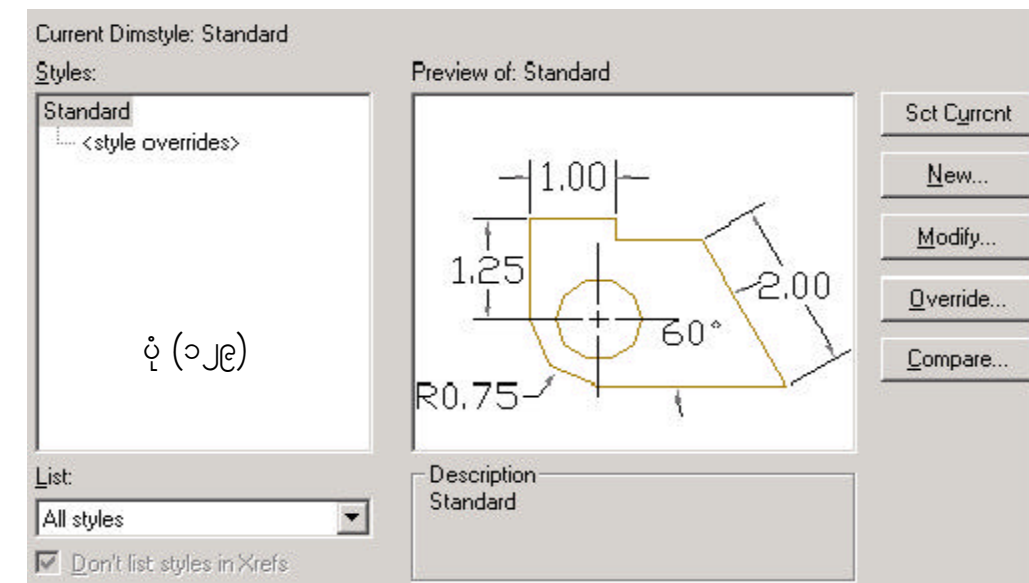 Current Dimstyle: Standard
Styles:
Standard
<style overrides>
ပုံ (၁၂၉)
List:
All styles
Don't list styles in Xrefs
Preview of: Standard
1.00
1.25
2.00
60°
R0.75
Description
Standard
Set Current
New...
Modify...
Override...
Compare...